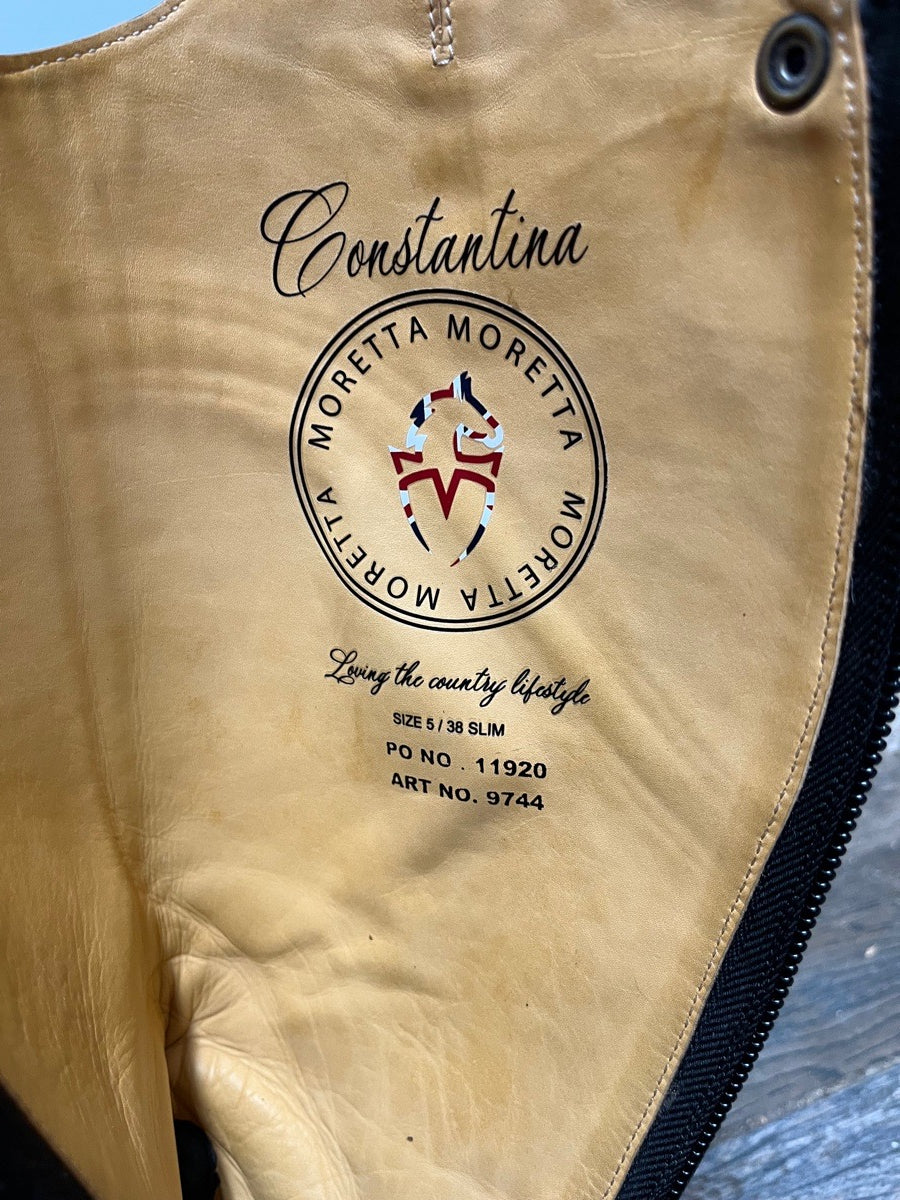 Constantina
MORETTA MORETTA MORETTA MORETTA MORETTA
Loving the country lifestyle
SIZE 5 / 38 SLIM
PO NO . 11920
ART NO. 9744